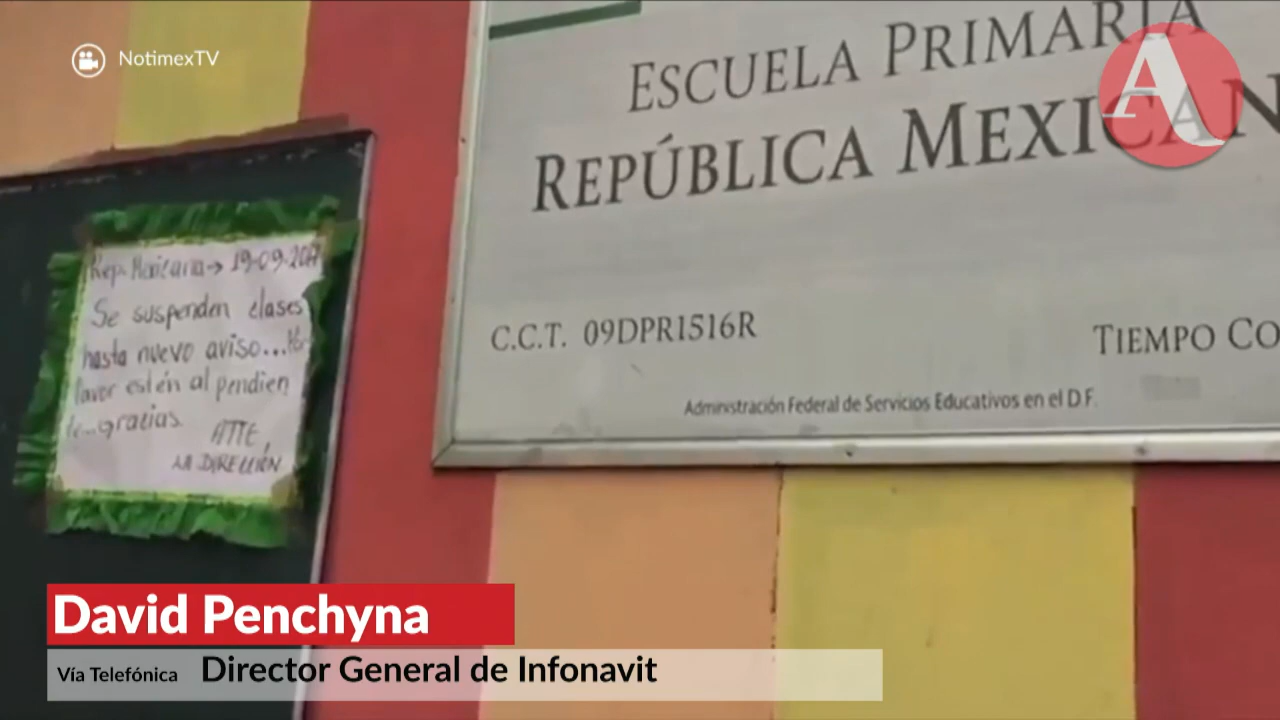 NotimexTV
A
ESCUELA PRIMARIA
REPÚBLICA MEXICAN
C.C.T. 09DPR1516R
TIEMPO CO
Administración Federal de Servicios Educativos en el D.F.
Rep. Mexicana→ 19-09-2017
Se suspenden clases
hasta nuevo aviso...Por
favor estén al pendien
te...gracias.
ATTE,
LA DIRECCIÓN
David Penchyna
Vía Telefónica Director General de Infonavit